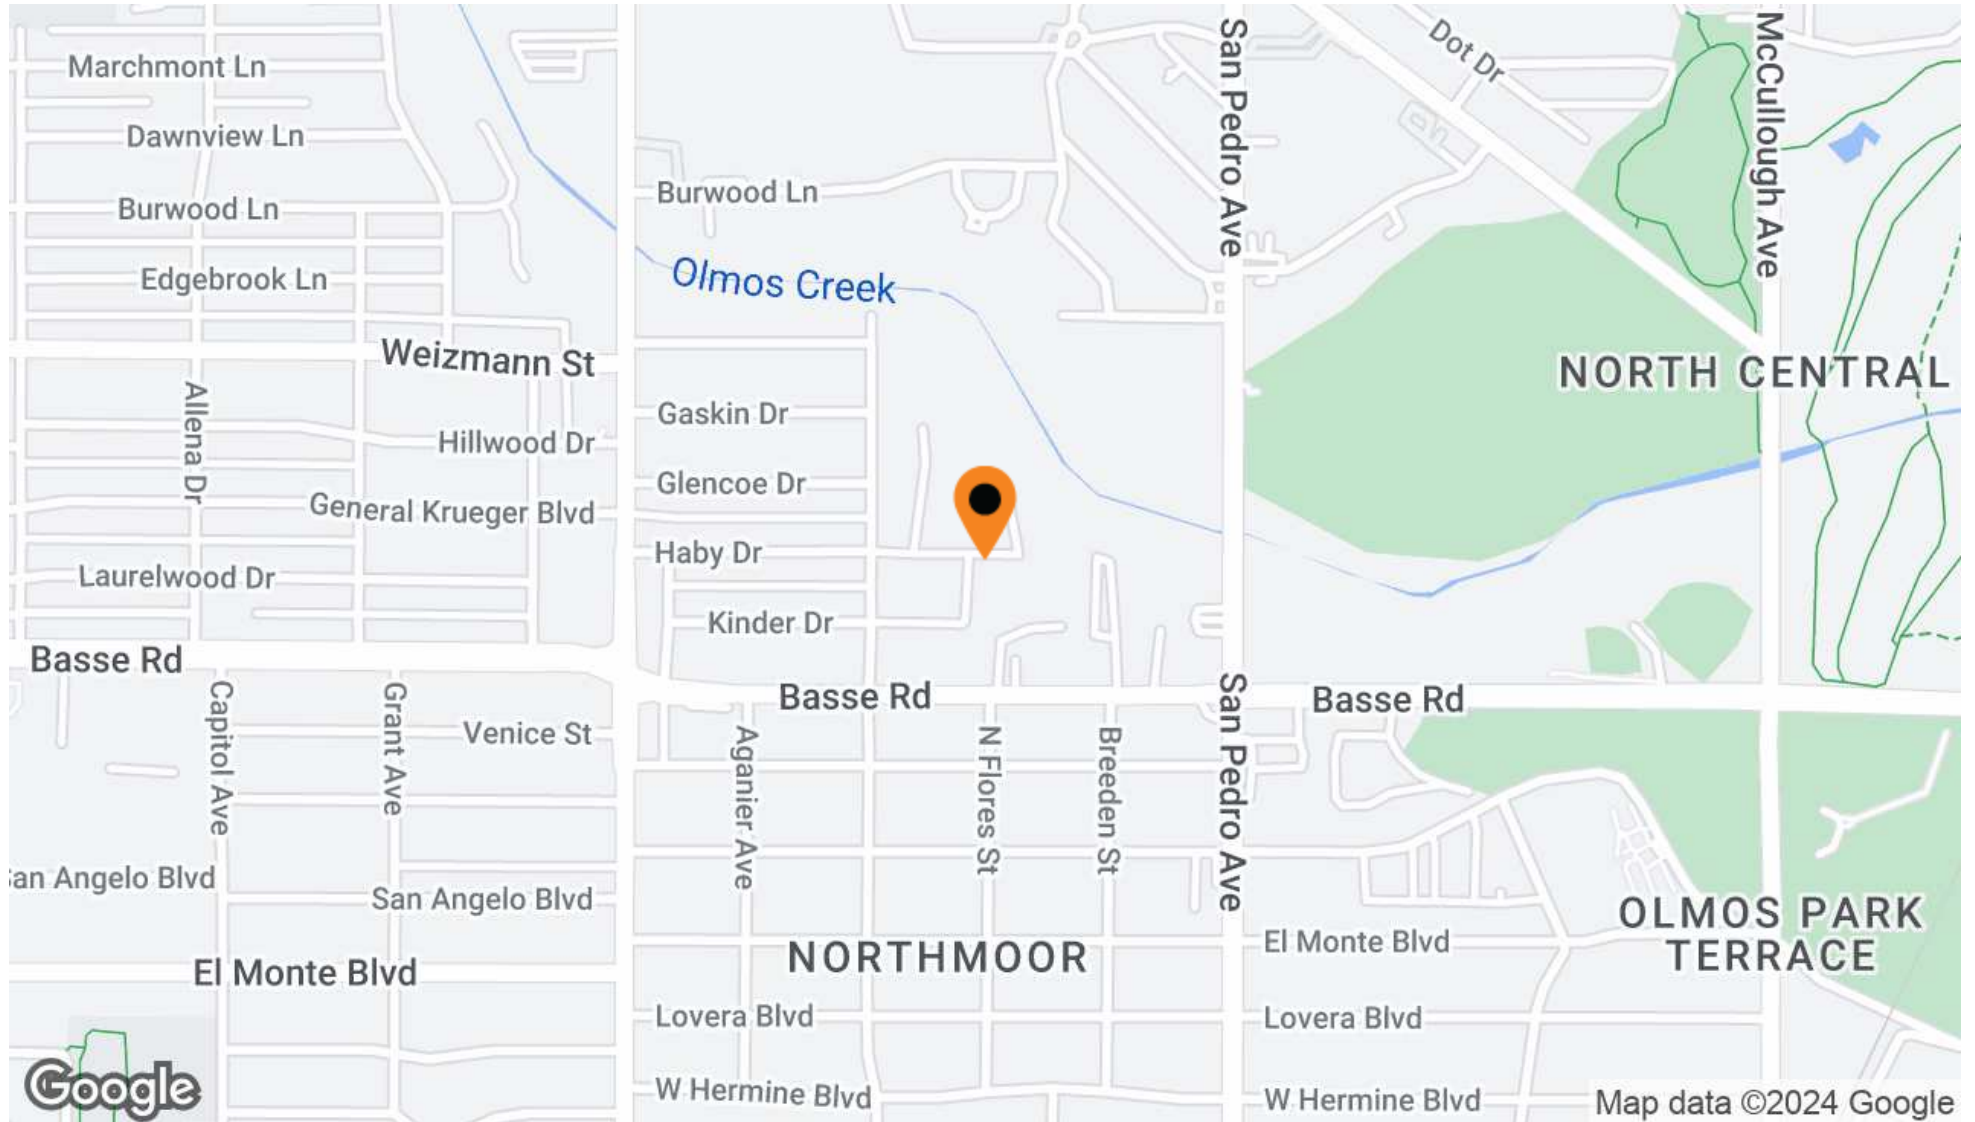 Marchmont Ln
Dot Dr
San Pedro Ave
McCullough Ave
Dawnview Ln
Burwood Ln
Burwood Ln
Edgebrook Ln
Olmos Creek
Weizmann St
NORTH CENTRAL
Allena Dr
Gaskin Dr
Hillwood Dr
Glencoe Dr
General Krueger Blvd
Haby Dr
Laurelwood Dr
Kinder Dr
Basse Rd
Basse Rd
Basse Rd
Capitol Ave
Grant Ave
Venice St
Aganier Ave
N Flores St
Breeden St
San Pedro Ave
San Angelo Blvd
San Angelo Blvd
OLMOS PARK
TERRACE
El Monte Blvd
NORTHMOOR
El Monte Blvd
Lovera Blvd
Lovera Blvd
Google
W Hermine Blvd
W Hermine Blvd
Map data ©2024 Google